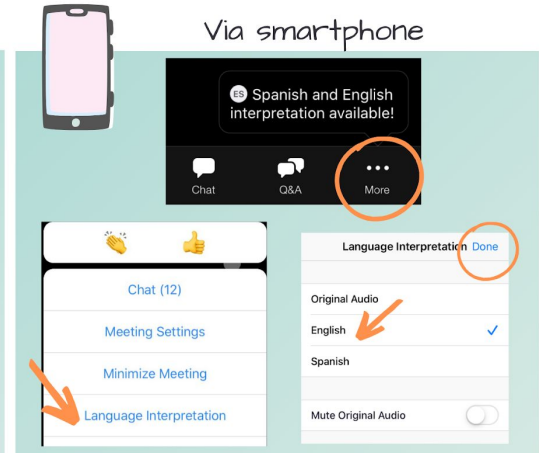 Via smartphone
ES Spanish and English
interpretation available!
Chat
Q&A
More
Chat (12)
Meeting Settings
Minimize Meeting
Language Interpretation
Language Interpretation Done
Original Audio
English
Spanish
Mute Original Audio